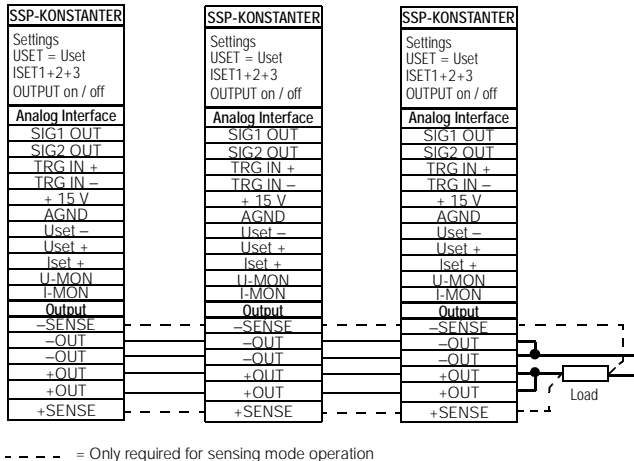 SSP-KONSTANTER
Settings
USET = Uset
ISET1+2+3
OUTPUT on / off
Analog Interface
SIG1 OUT
SIG2 OUT
TRG IN +
TRG IN –
+ 15 V
AGND
Uset –
Uset +
Iset +
U-MON
I-MON
Output
–SENSE
–OUT
–OUT
+OUT
+OUT
+SENSE
SSP-KONSTANTER
Settings
USET = Uset
ISET1+2+3
OUTPUT on / off
Analog Interface
SIG1 OUT
SIG2 OUT
TRG IN +
TRG IN –
+ 15 V
AGND
Uset –
Uset +
Iset +
U-MON
I-MON
Output
–SENSE
–OUT
–OUT
+OUT
+OUT
+SENSE
SSP-KONSTANTER
Settings
USET = Uset
ISET1+2+3
OUTPUT on / off
Analog Interface
SIG1 OUT
SIG2 OUT
TRG IN +
TRG IN –
+ 15 V
AGND
Uset –
Uset +
Iset +
U-MON
I-MON
Output
–SENSE
–OUT
–OUT
+OUT
+OUT
+SENSE
Load
= Only required for sensing mode operation